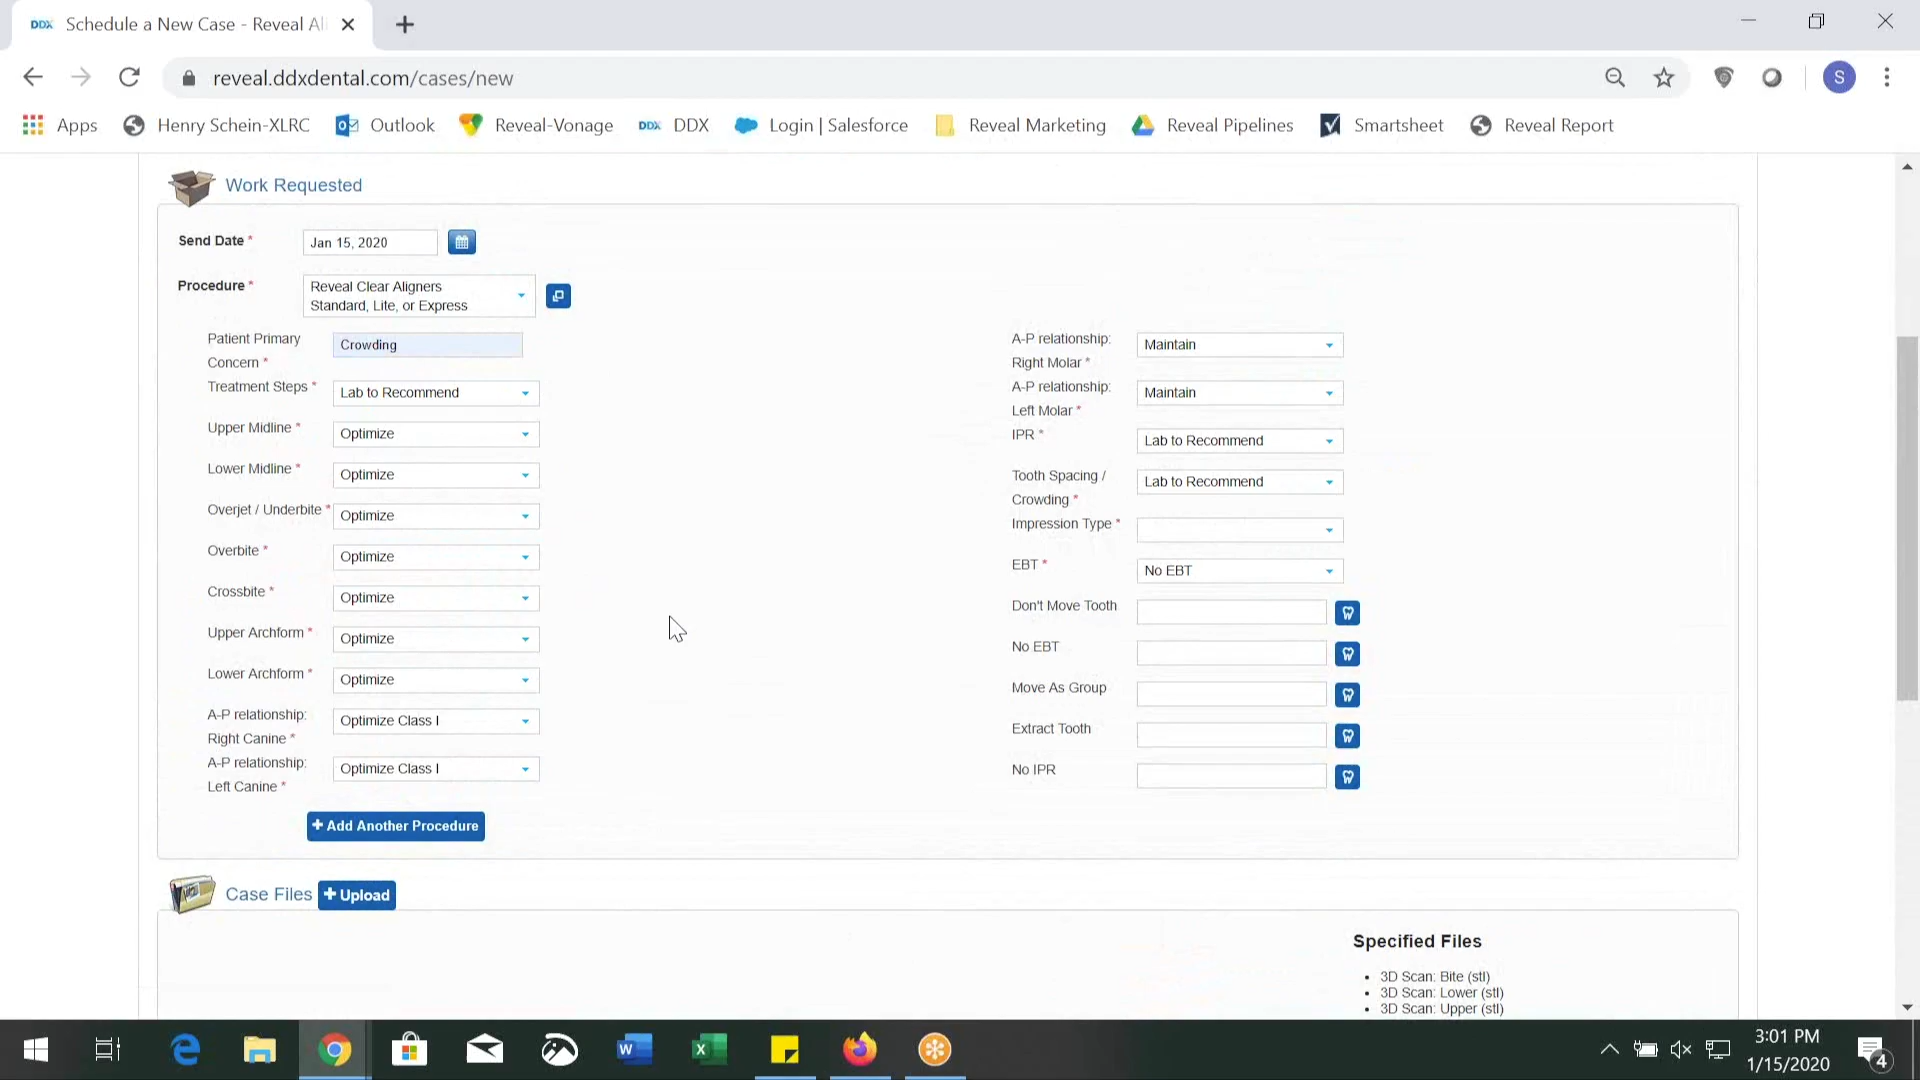 DDX Schedule a New Case - Reveal Al
reveal.ddxdental.com/cases/new
S
Apps
Henry Schein-XLRC
Outlook
Reveal-Vonage
DDX DDX
Login | Salesforce
Reveal Marketing
Reveal Pipelines
Smartsheet
Reveal Report
Work Requested
Send Date * Jan 15, 2020
Procedure * Reveal Clear Aligners
Standard, Lite, or Express
Patient Primary
Concern *
Crowding
Treatment Steps * Lab to Recommend
Upper Midline * Optimize
Lower Midline * Optimize
Overjet / Underbite * Optimize
Overbite * Optimize
Crossbite * Optimize
Upper Archform * Optimize
Lower Archform * Optimize
A-P relationship:
Right Canine *
Optimize Class I
A-P relationship:
Left Canine *
Optimize Class I
A-P relationship:
Right Molar *
Maintain
A-P relationship:
Left Molar *
Maintain
IPR * Lab to Recommend
Tooth Spacing /
Crowding *
Lab to Recommend
Impression Type *
EBT * No EBT
Don't Move Tooth
No EBT
Move As Group
Extract Tooth
No IPR
+ Add Another Procedure
Case Files + Upload
Specified Files
• 3D Scan: Bite (stl)
• 3D Scan: Lower (stl)
• 3D Scan: Upper (stl)
3:01 PM
1/15/2020
4